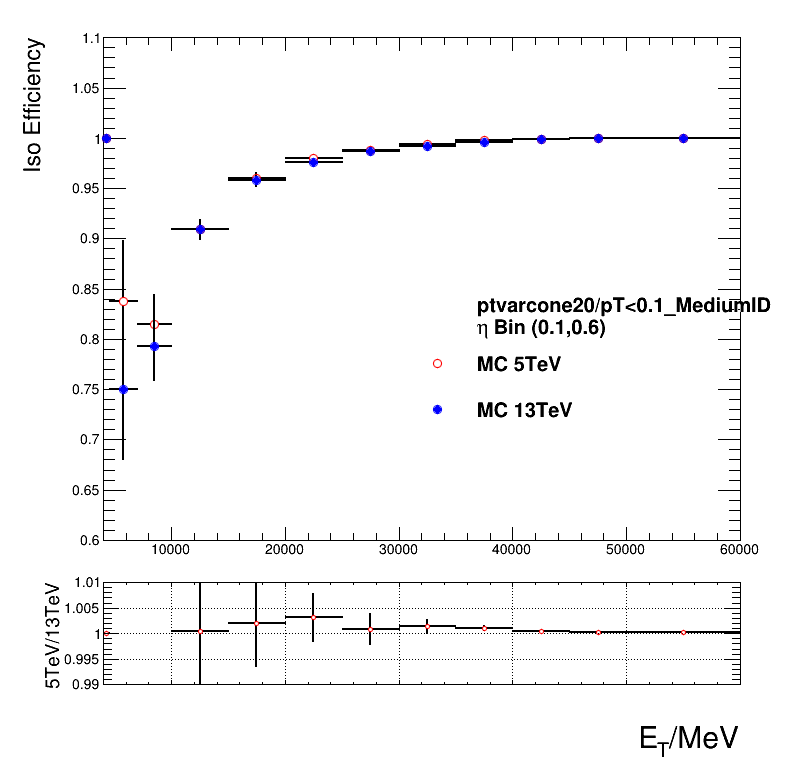 Iso Efficiency
1.1
1.05
1
0.95
0.9
0.85
0.8
0.75
0.7
0.65
0.6
ptvarcone20/pT<0.1_MediumID
η Bin (0.1,0.6)
MC 5TeV
MC 13TeV
10000 20000 30000 40000 50000 60000
5TeV/13TeV
1.01
1.005
1
0.995
0.99
E_T/MeV